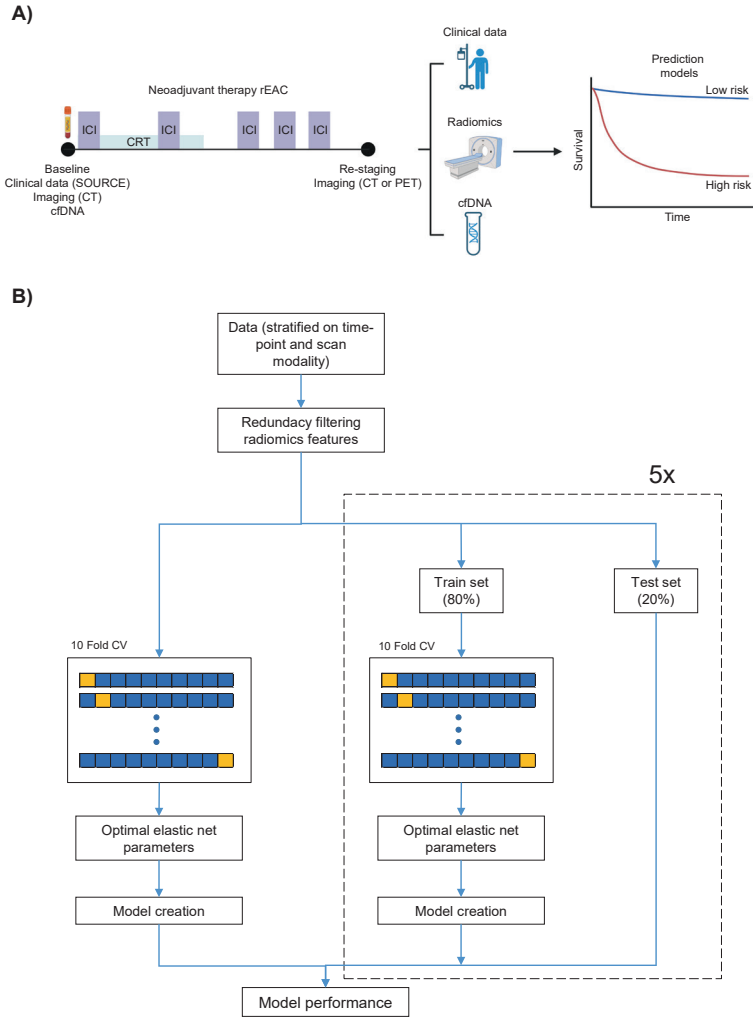 A)
Neoadjuvant therapy rEAC
ICI
CRT
ICI
ICI
ICI
ICI
Baseline
Clinical data (SOURCE)
Imaging (CT)
cfDNA
Re-staging
Imaging (CT or PET)
Clinical data
Radiomics
cfDNA
Prediction
models
Low risk
High risk
Survival
Time
B)
Data (stratified on time-
point and scan
modality)
Redundacy filtering
radiomics features
5x
Train set
(80%)
Test set
(20%)
10 Fold CV
10 Fold CV
Optimal elastic net
parameters
Optimal elastic net
parameters
Model creation
Model creation
Model performance